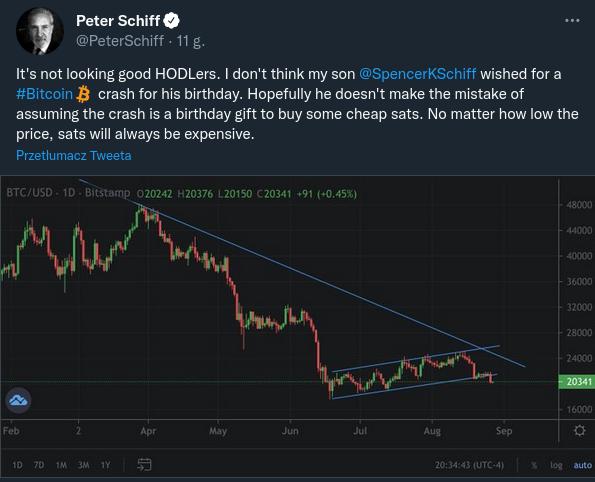 Peter Schiff
@PeterSchiff · 11 g.
It's not looking good HODLers. I don't think my son @SpencerKSchiff wished for a
#Bitcoin crash for his birthday. Hopefully he doesn't make the mistake of
assuming the crash is a birthday gift to buy some cheap sats. No matter how low the
price, sats will always be expensive.
Przetłumacz Tweeta
BTC/USD · 1D · Bitstamp O20242 H20376 L20150 C20341 +91 (+0.45%)
48000
44000
40000
36000
32000
28000
24000
20341
16000
Feb 2 Apr May Jun Jul Aug Sep
1D 7D 1M 3M 1Y 20:34:43 (UTC-4) % log auto